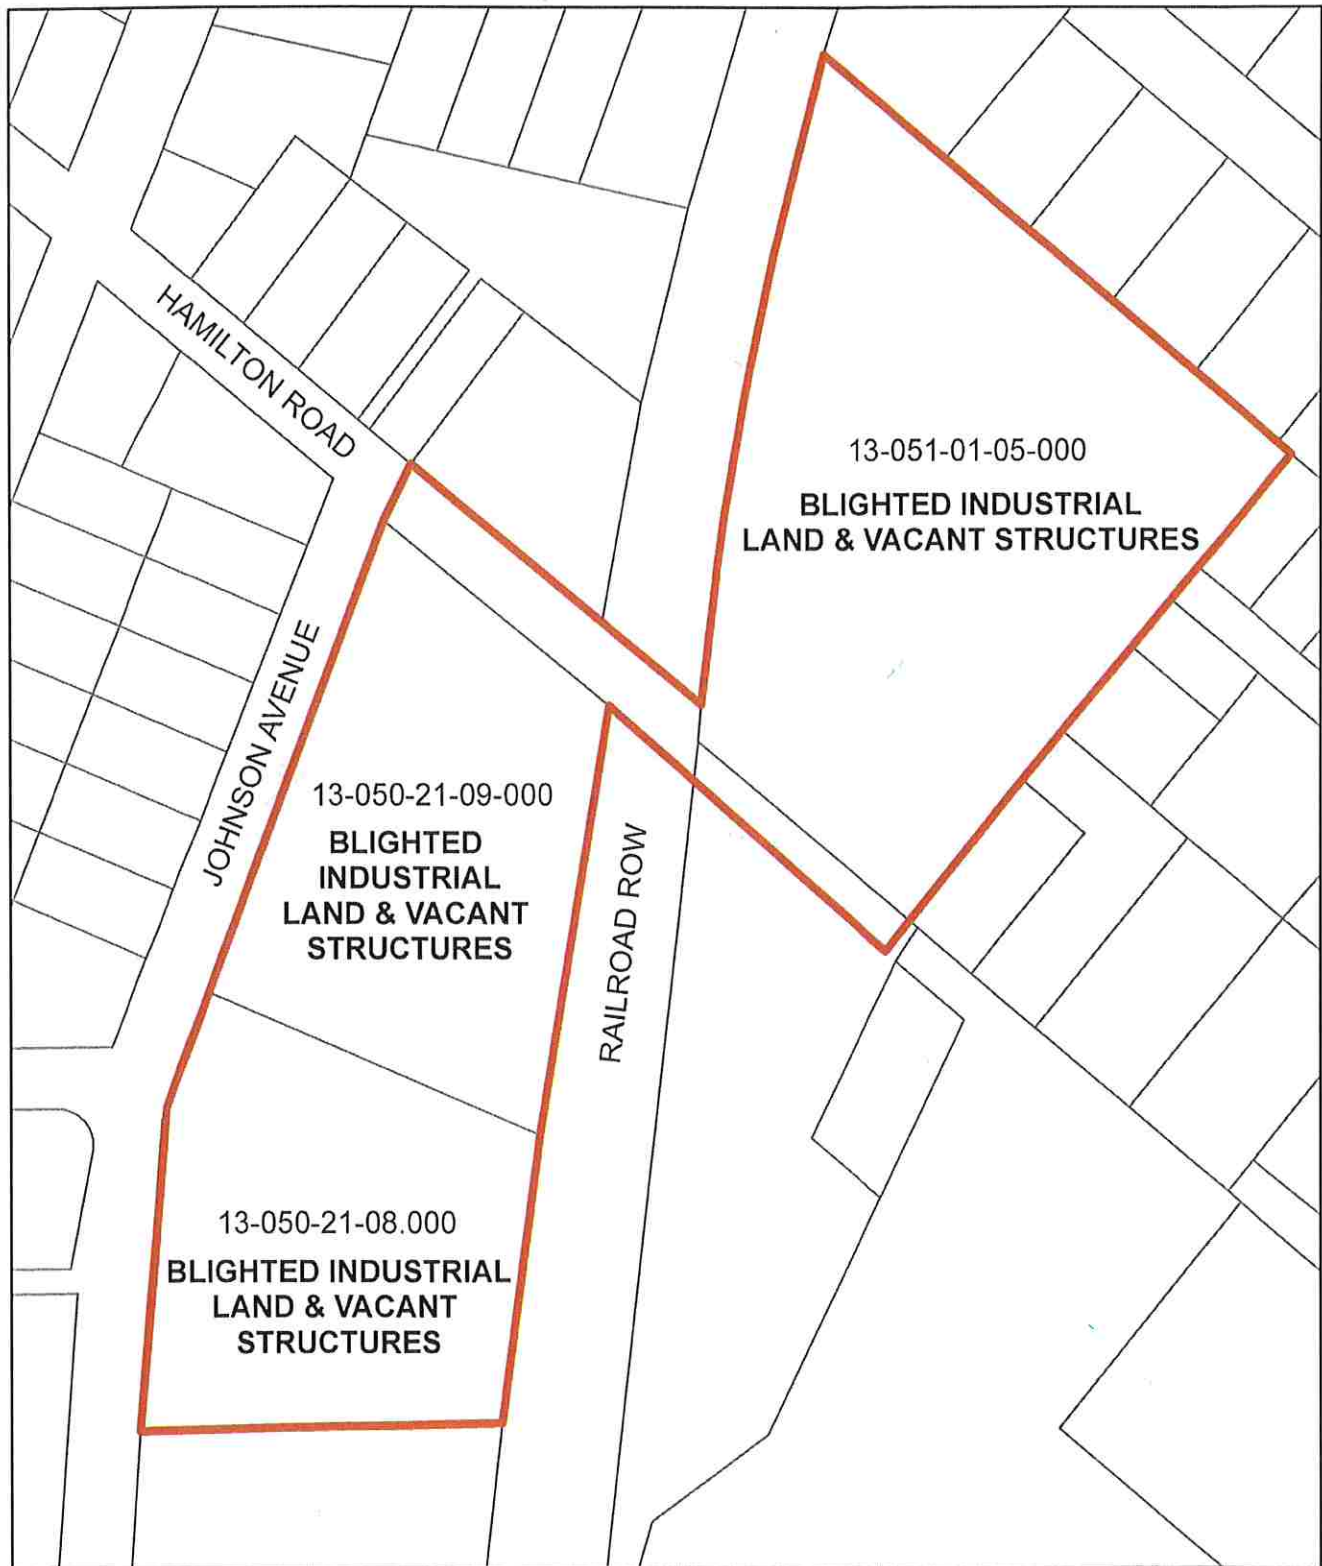 HAMILTON ROAD
13-051-01-05-000
BLIGHTED INDUSTRIAL
LAND & VACANT STRUCTURES
JOHNSON AVENUE
13-050-21-09-000
BLIGHTED
INDUSTRIAL
LAND & VACANT
STRUCTURES
RAILROAD ROW
13-050-21-08.000
BLIGHTED INDUSTRIAL
LAND & VACANT
STRUCTURES